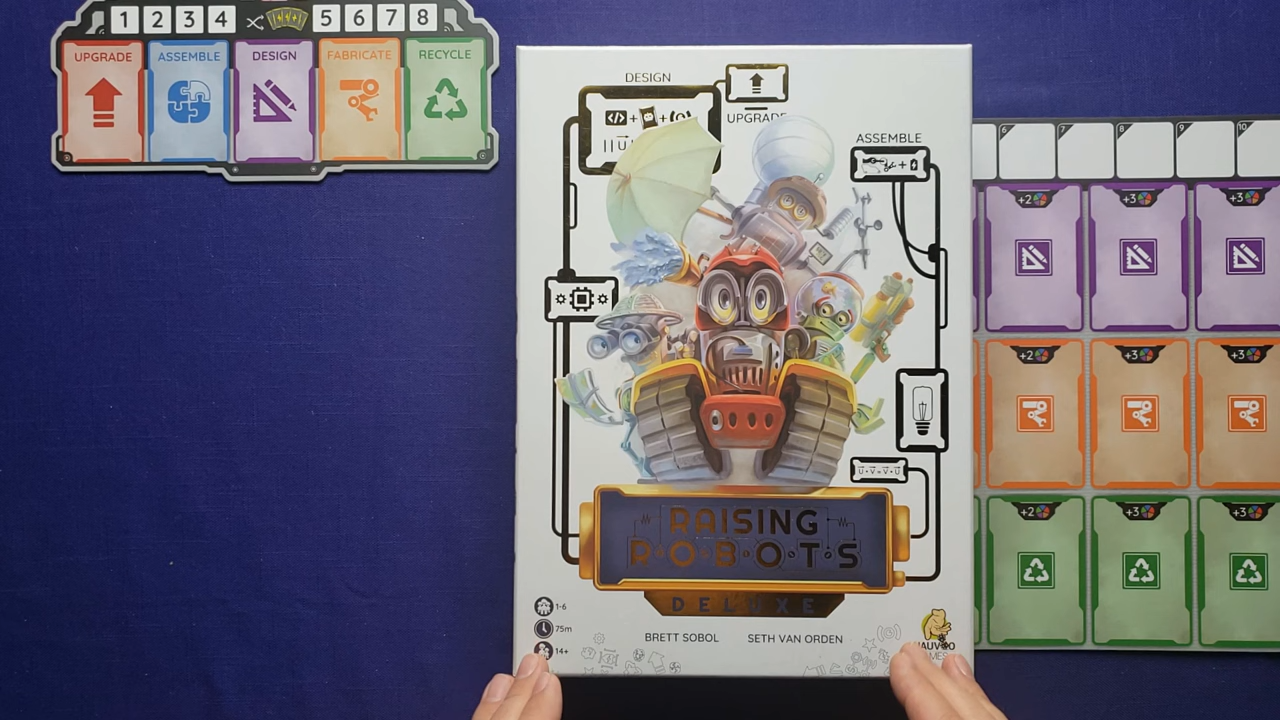 1 2 3 4 5 6 7 8
UPGRADE ASSEMBLE DESIGN FABRICATE RECYCLE
DESIGN
UPGRADE
ASSEMBLE
RAISING
ROBOTS
DELUXE
1-6
75m
14+
BRETT SOBOL SETH VAN ORDEN
6 7 8 9 10
+2 +3 +3
+2 +3 +3
+2 +3 +3